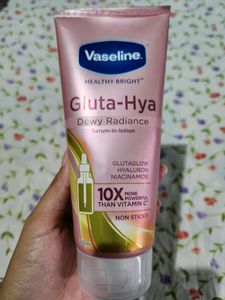 Vaseline.
HEALTHY BRIGHT™
Gluta-Hya
Dewy Radiance
Serum-in-lotion
GLUTAGLOW
HYALURON
NIACINAMIDE
10X MORE
POWERFUL
THAN VITAMIN C*
NON STICKY